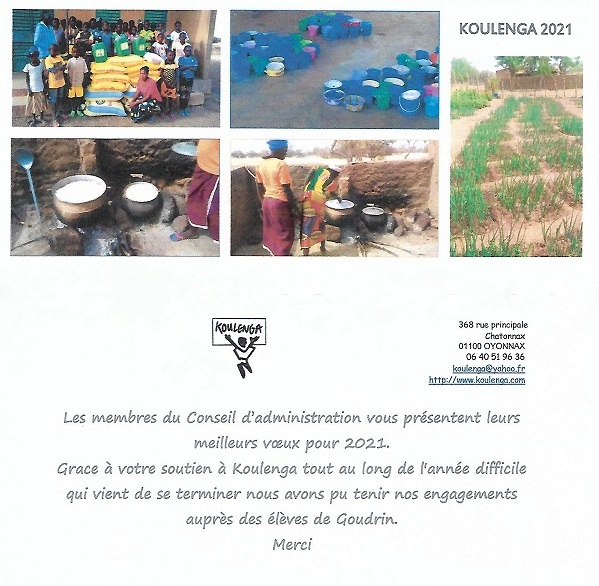 KOULENGA 2021
KOULENGA
368 rue principale
Chatonnax
01100 OYONNAX
06 40 51 96 36
koulenga@yahoo.fr
http://www.koulenga.com
Les membres du Conseil d'administration vous présentent leurs
meilleurs vœux pour 2021.
Grace à votre soutien à Koulenga tout au long de l'année difficile
qui vient de se terminer nous avons pu tenir nos engagements
auprès des élèves de Goudrin.
Merci